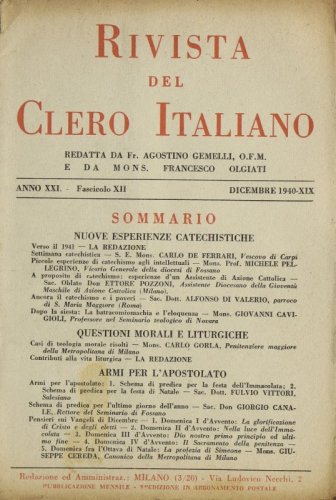 RIVISTA
DEL
CLERO ITALIANO
REDATTA DA Fr. AGOSTINO GEMELLI, O.F.M.
E DA MONS. FRANCESCO OLGIATI
ANNO XXI. - Fascicolo XII DICEMBRE 1940-XIX
SOMMARIO
NUOVE ESPERIENZE CATECHISTICHE
Verso il 1941 — LA REDAZIONE
Settimana catechistica — S. E. Mons. CARLO DE FERRARI, Vescovo di Carpi
Piccole esperienze di catechismo agli intellettuali — Mons. Prof. MICHELE PEL-
LEGRINO, Vicario Generale della diocesi di Fossano
A proposito di catechismo: esperienze d'un Assistente di Azione Cattolica —
Sac. Oblato Don ETTORE POZZONI, Assistente Diocesano della Gioventù
Maschile di Azione Cattolica (Milano).
Ancora il catechismo e i poveri — Sac. Dott. ALFONSO DI VALERIO, parroco
di S. Maria Maggiore (Roma)
Dopo la siesta: La batracomiomachia e l'eloquenza — Mons. GIOVANNI CAVI-
GIOLI, Professore nel Seminario teologico di Novara
QUESTIONI MORALI E LITURGICHE
Casi di teologia morale risolti — Mons. CARLO GORLA, Penitenziere maggiore
della Metropolitana di Milano
Contributi alla vita liturgica — LA REDAZIONE
ARMI PER L'APOSTOLATO
Armi per l'apostolato: 1. Schema di predica per la festa dell'Immacolata; 2.
Schema di predica per la festa di Natale — Sac. Dott. FULVIO VITTORI,
Salesiano
Schema di predica per l'ultimo giorno dell'anno — Sac. Don GIORGIO CANA-
LE, Rettore del Seminario di Fossano
Pensieri sui Vangeli di Dicembre — 1. Domenica I d'Avvento: La glorificazione
di Cristo e degli eletti — 2. Domenica II d'Avvento: Nella luce dell'Imma-
colata — 3. Domenica III d'Avvento: Dio nostro primo principio ed ulti-
mo fine — 4. Domenica IV d'Avvento: Il Sacramento della penitenza —
5. Domenica fra l'Ottava di Natale: La profezia di Simeone — Mons. GIU-
SEPPE CEREDA, Canonico della Metropolitana di Milano
Redazione ed Amministraz.: MILANO (3/20) - Via Ludovico Necchi, 2
PUBBLICAZIONE MENSILE - SPEDIZIONE IN ABBONAMENTO POSTALE